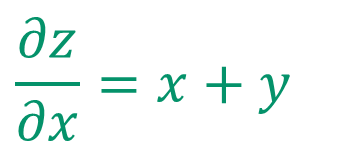 ∂z/∂x = x + y